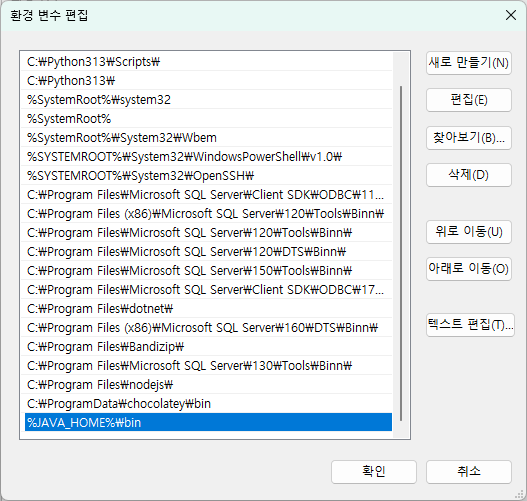 환경 변수 편집
C:₩Python313₩Scripts₩
C:₩Python313₩
%SystemRoot%₩system32
%SystemRoot%
%SystemRoot%₩System32₩Wbem
%SYSTEMROOT%₩System32₩WindowsPowerShell₩v1.0₩
%SYSTEMROOT%₩System32₩OpenSSH₩
C:₩Program Files₩Microsoft SQL Server₩Client SDK₩ODBC₩11...
C:₩Program Files (x86)₩Microsoft SQL Server₩120₩Tools₩Binn₩
C:₩Program Files₩Microsoft SQL Server₩120₩Tools₩Binn₩
C:₩Program Files₩Microsoft SQL Server₩120₩DTS₩Binn₩
C:₩Program Files₩Microsoft SQL Server₩150₩Tools₩Binn₩
C:₩Program Files₩Microsoft SQL Server₩Client SDK₩ODBC₩17...
C:₩Program Files₩dotnet₩
C:₩Program Files (x86)₩Microsoft SQL Server₩160₩DTS₩Binn₩
C:₩Program Files₩Bandizip₩
C:₩Program Files₩Microsoft SQL Server₩130₩Tools₩Binn₩
C:₩Program Files₩nodejs₩
C:₩ProgramData₩chocolatey₩bin
%JAVA_HOME%₩bin
새로 만들기(N)
편집(E)
찾아보기(B)...
삭제(D)
위로 이동(U)
아래로 이동(O)
텍스트 편집(T)...
확인
취소